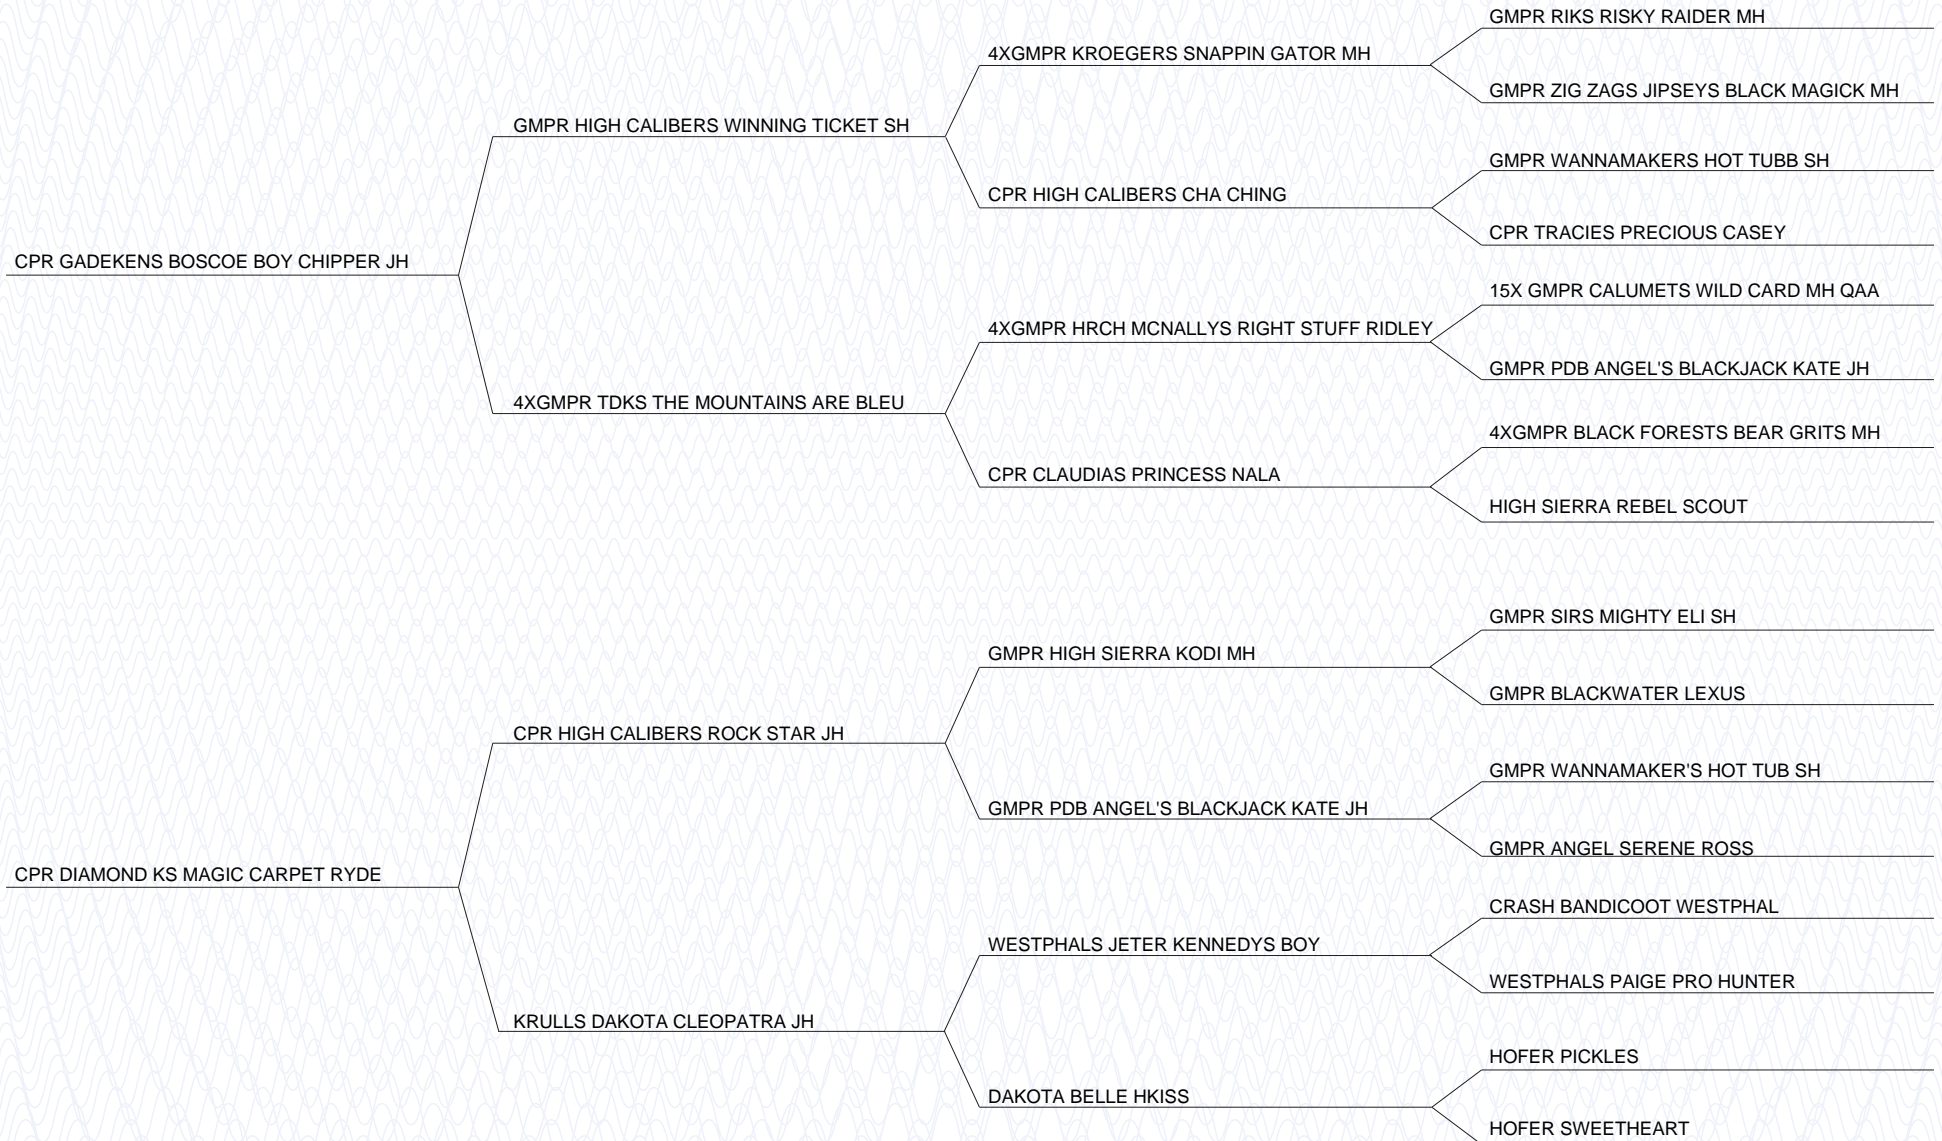 GMPR RIKS RISKY RAIDER MH
4XGMPR KROEGERS SNAPPIN GATOR MH
GMPR ZIG ZAGS JIPSEYS BLACK MAGICK MH
GMPR HIGH CALIBERS WINNING TICKET SH
GMPR WANNAMAKERS HOT TUBB SH
CPR HIGH CALIBERS CHA CHING
CPR TRACIES PRECIOUS CASEY
CPR GADEKENS BOSCOE BOY CHIPPER JH
15X GMPR CALUMETS WILD CARD MH QAA
4XGMPR HRCH MCNALLYS RIGHT STUFF RIDLEY
GMPR PDB ANGEL'S BLACKJACK KATE JH
4XGMPR TDKS THE MOUNTAINS ARE BLEU
4XGMPR BLACK FORESTS BEAR GRITS MH
CPR CLAUDIAS PRINCESS NALA
HIGH SIERRA REBEL SCOUT
GMPR SIRS MIGHTY ELI SH
GMPR HIGH SIERRA KODI MH
GMPR BLACKWATER LEXUS
CPR HIGH CALIBERS ROCK STAR JH
GMPR WANNAMAKER'S HOT TUB SH
GMPR PDB ANGEL'S BLACKJACK KATE JH
GMPR ANGEL SERENE ROSS
CPR DIAMOND KS MAGIC CARPET RYDE
CRASH BANDICOOT WESTPHAL
WESTPHALS JETER KENNEDYS BOY
WESTPHALS PAIGE PRO HUNTER
KRULLS DAKOTA CLEOPATRA JH
HOFER PICKLES
DAKOTA BELLE HKISS
HOFER SWEETHEART